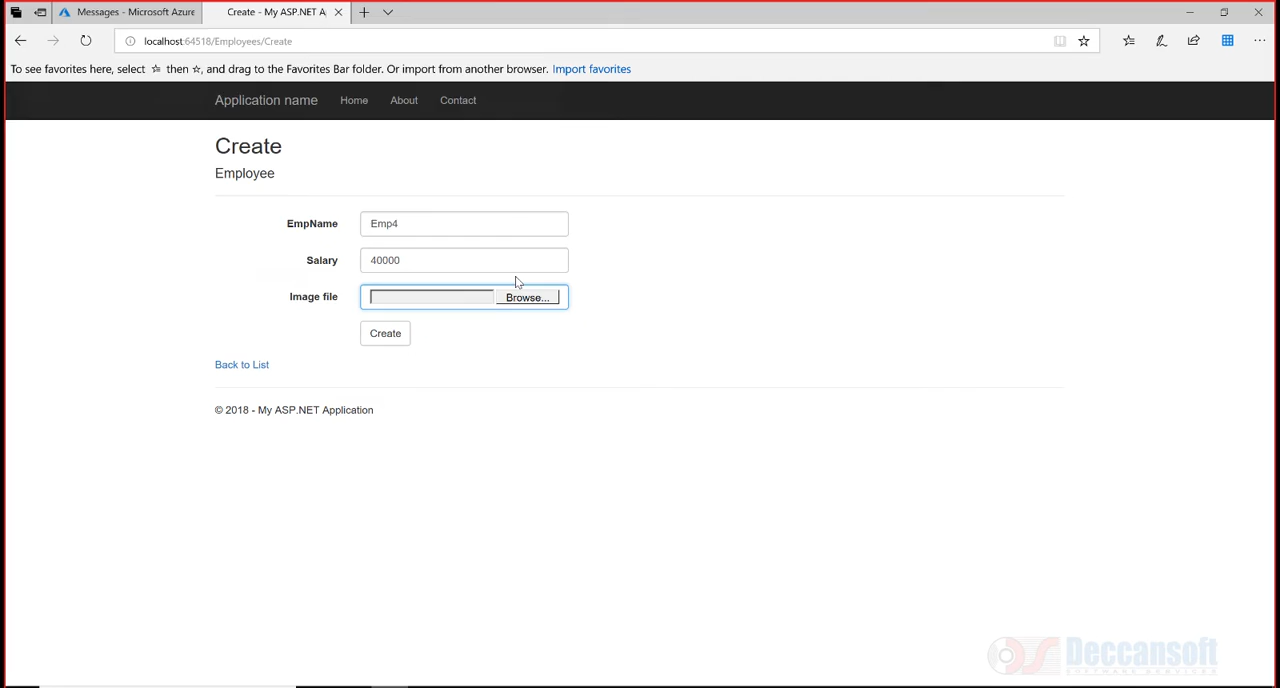 Messages - Microsoft Azure
Create - My ASP.NET A
localhost:64518/Employees/Create
To see favorites here, select then , and drag to the Favorites Bar folder. Or import from another browser. Import favorites
Application name Home About Contact
Create
Employee
EmpName Emp4
Salary 40000
Image file Browse...
Create
Back to List
© 2018 - My ASP.NET Application
Deccansoft
SOFTWARE SERVICES